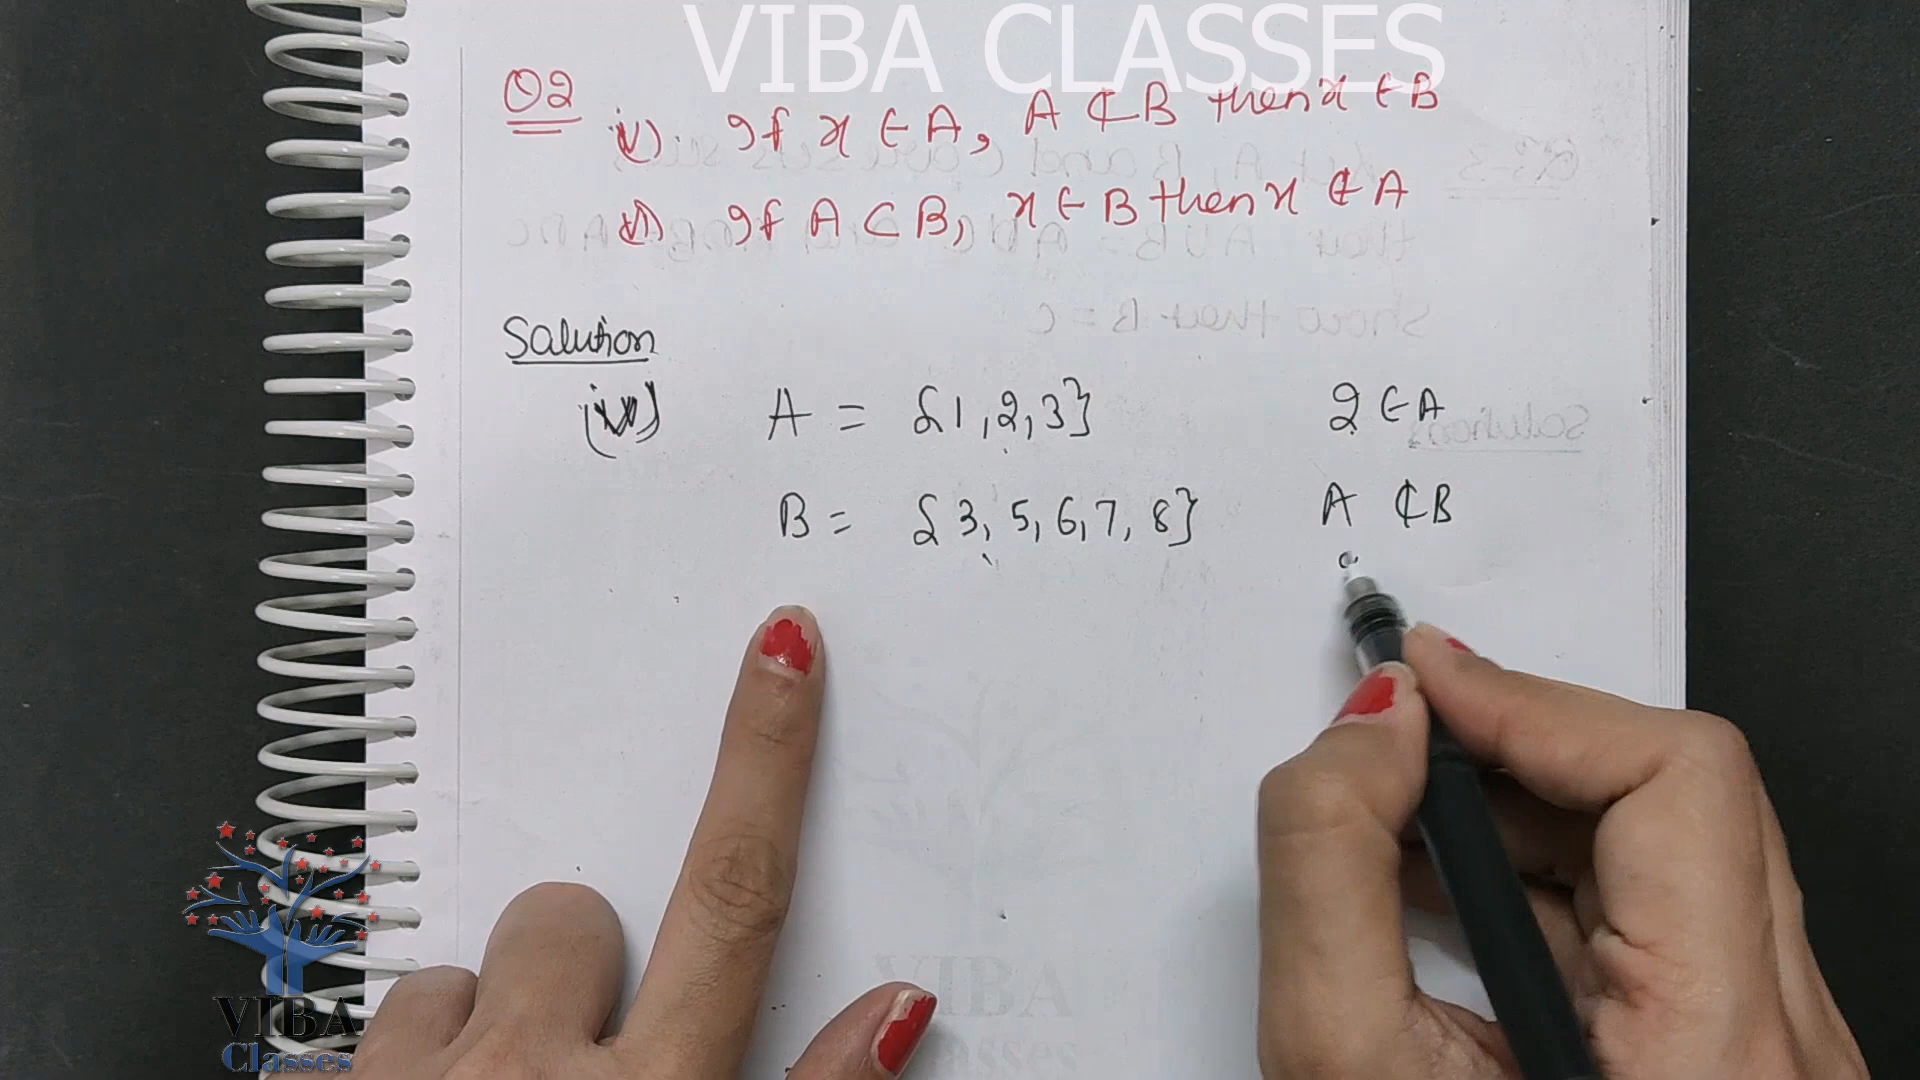 VIBA CLASSES
Q2
v). If x ∈ A, A ⊄ B then x ∈ B
vi) If A ⊂ B, x ∈ B then x ∉ A
Solution
A = {1, 2, 3}
2 ∈ A
B = {3, 5, 6, 7, 8}
A ⊄ B
VIBA
Classes